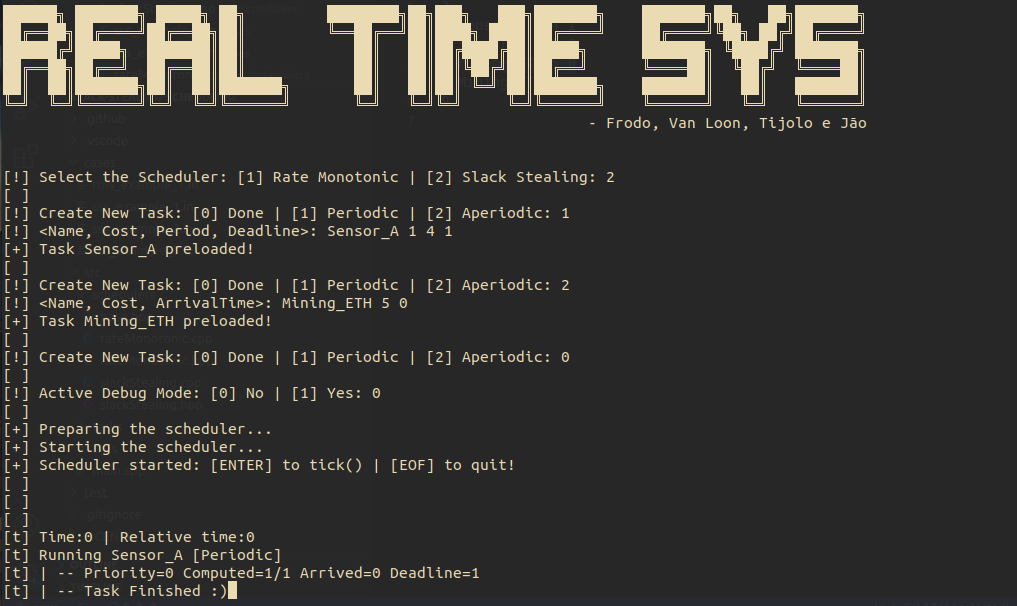 REAL TIME SYS
- Frodo, Van Loon, Tijolo e Jão
[!] Select the Scheduler: [1] Rate Monotonic | [2] Slack Stealing: 2
[ ]
[!] Create New Task: [0] Done | [1] Periodic | [2] Aperiodic: 1
[!] <Name, Cost, Period, Deadline>: Sensor_A 1 4 1
[+] Task Sensor_A preloaded!
[ ]
[!] Create New Task: [0] Done | [1] Periodic | [2] Aperiodic: 2
[!] <Name, Cost, ArrivalTime>: Mining_ETH 5 0
[+] Task Mining_ETH preloaded!
[ ]
[!] Create New Task: [0] Done | [1] Periodic | [2] Aperiodic: 0
[ ]
[!] Active Debug Mode: [0] No | [1] Yes: 0
[ ]
[+] Preparing the scheduler...
[+] Starting the scheduler...
[+] Scheduler started: [ENTER] to tick() | [EOF] to quit!
[ ]
[ ]
[ ]
[t] Time:0 | Relative time:0
[t] Running Sensor_A [Periodic]
[t] | -- Priority=0 Computed=1/1 Arrived=0 Deadline=1
[t] | -- Task Finished :)